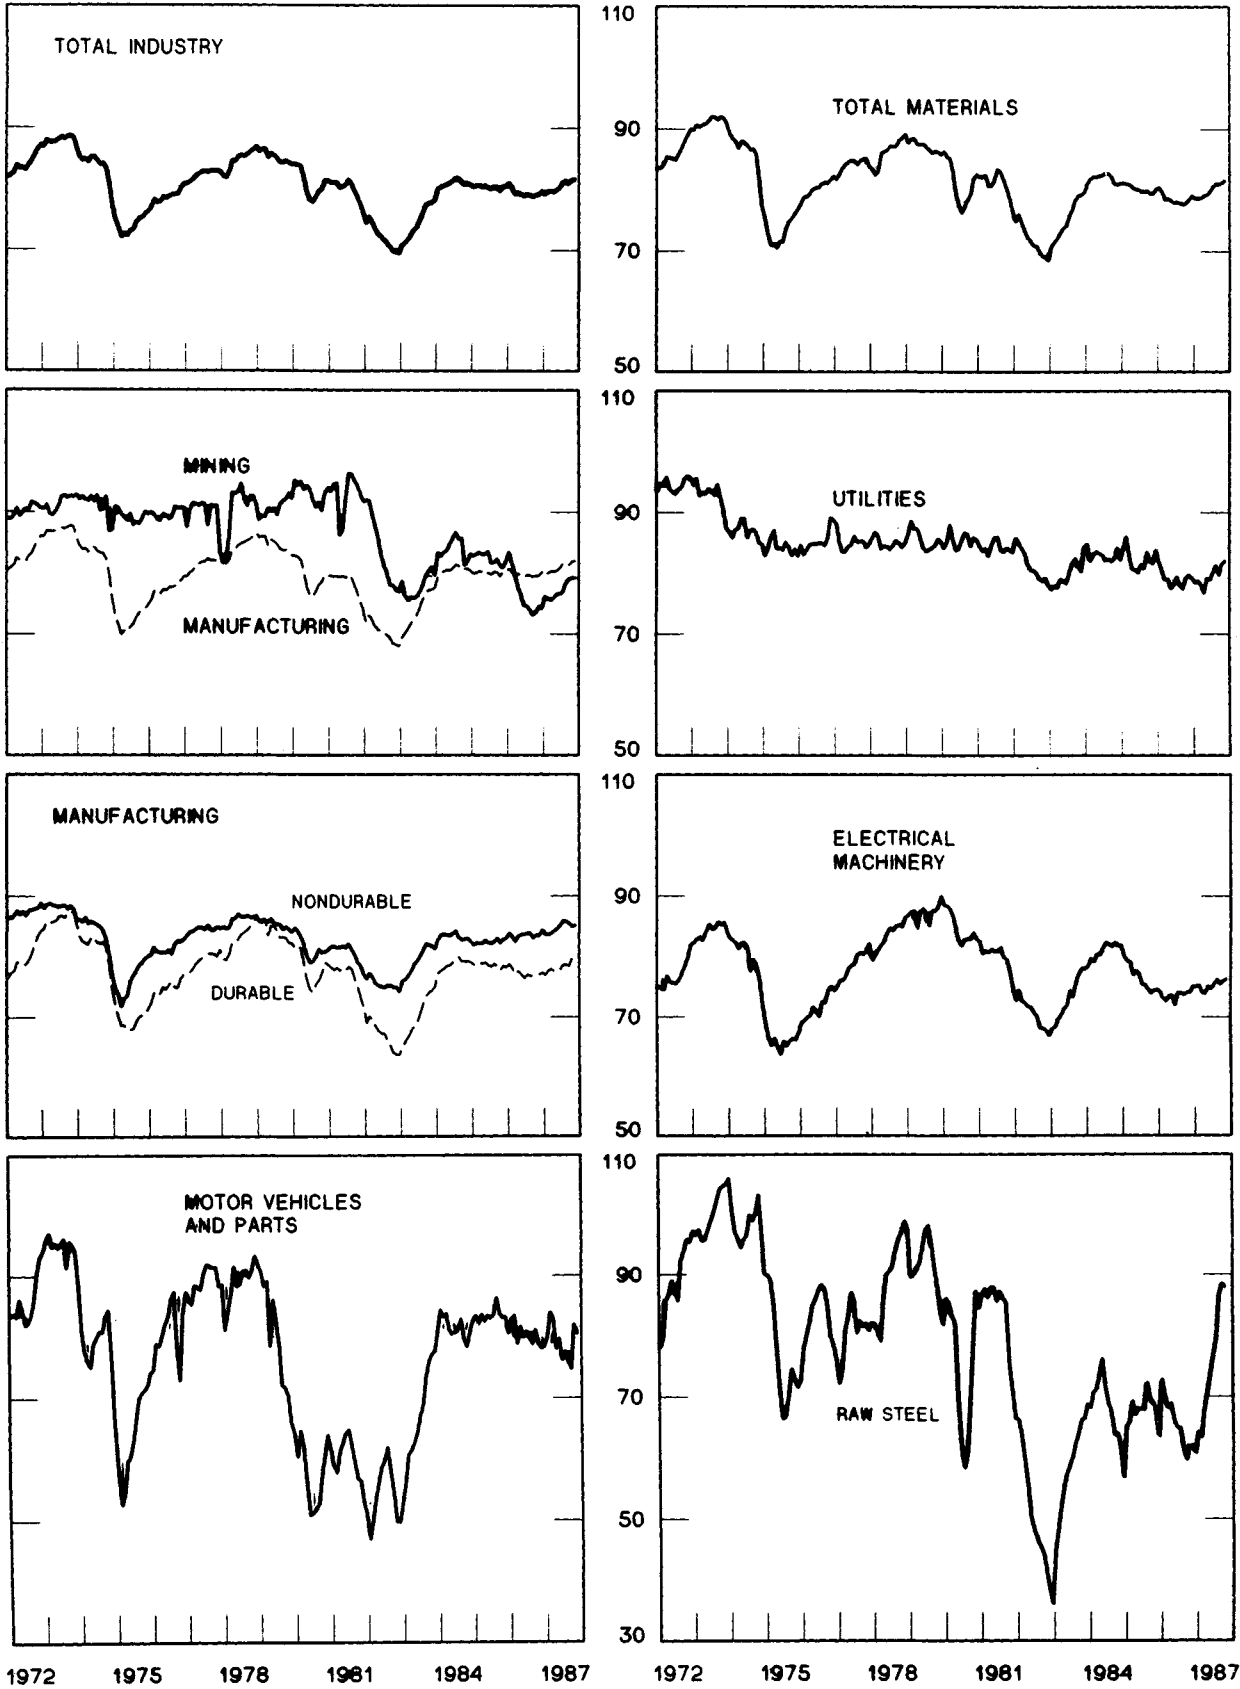 TOTAL INDUSTRY
110
TOTAL MATERIALS
90
70
50
MINING
MANUFACTURING
110
UTILITIES
90
70
50
MANUFACTURING
NONDURABLE
DURABLE
110
ELECTRICAL
MACHINERY
90
70
50
MOTOR VEHICLES
AND PARTS
110
90
70
RAW STEEL
50
30
1972 1975 1978 1981 1984 1987
1972 1975 1978 1981 1984 1987